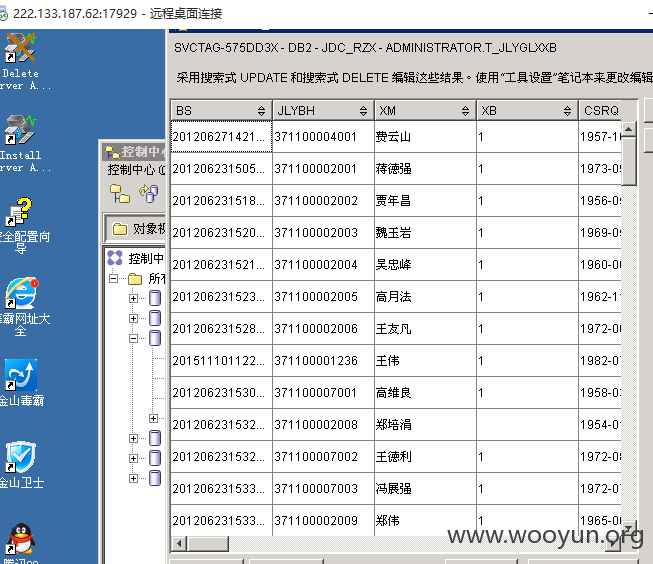 222.133.187.62:17929 - 远程桌面连接
SVCTAG-575DD3X - DB2 - JDC_RZX - ADMINISTRATOR.T_JLYGLXXB
采用搜索式 UPDATE 和搜索式 DELETE 编辑这些结果。使用“工具设置”笔记本来更改编辑
BS JLYBH XM XB CSRQ
201206271421... 371100004001 费云山 1 1957-1
201206231505... 371100002001 蒋德强 1 1973-0
201206231518... 371100002002 贾年昌 1 1956-0
201206231520... 371100002003 魏玉岩 1 1969-0
201206231521... 371100002004 吴忠峰 1 1960-0
201206231523... 371100002005 高月法 1 1962-1
201206231528... 371100002006 王友凡 1 1972-0
201511101122... 371100001236 王伟 1 1982-0
201206231530... 371100007001 高维良 1 1958-0
201206231532... 371100002008 郑培涓 1954-0
201206231532... 371100007002 王德利 1 1972-0
201206231533... 371100007003 冯展强 1 1972-0
201206231533... 371100002009 郑伟 1 1965-0
Delete
rver A...
Install
rver A...
全配置向
导
毒霸网址大
全
金山毒霸
金山卫士
腾讯QQ
控制中
控制中心
对象视
控制中
所有
www.wooyun.org